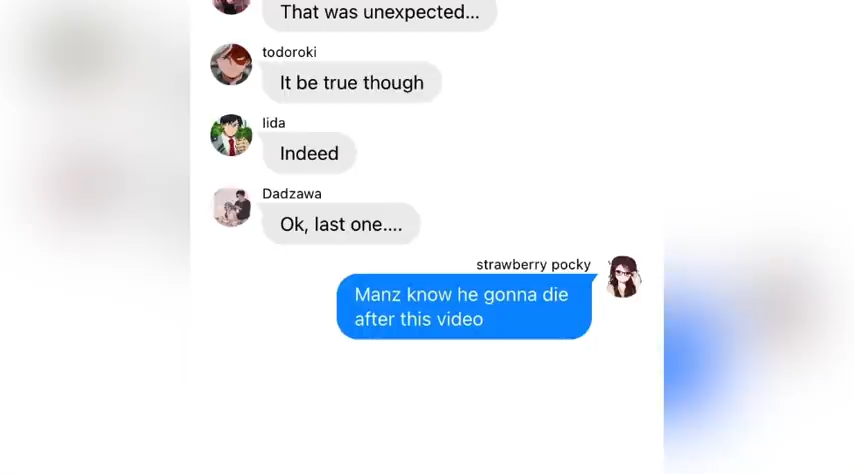 That was unexpected...
todoroki
It be true though
Iida
Indeed
Dadzawa
Ok, last one....
strawberry pocky
Manz know he gonna die
after this video